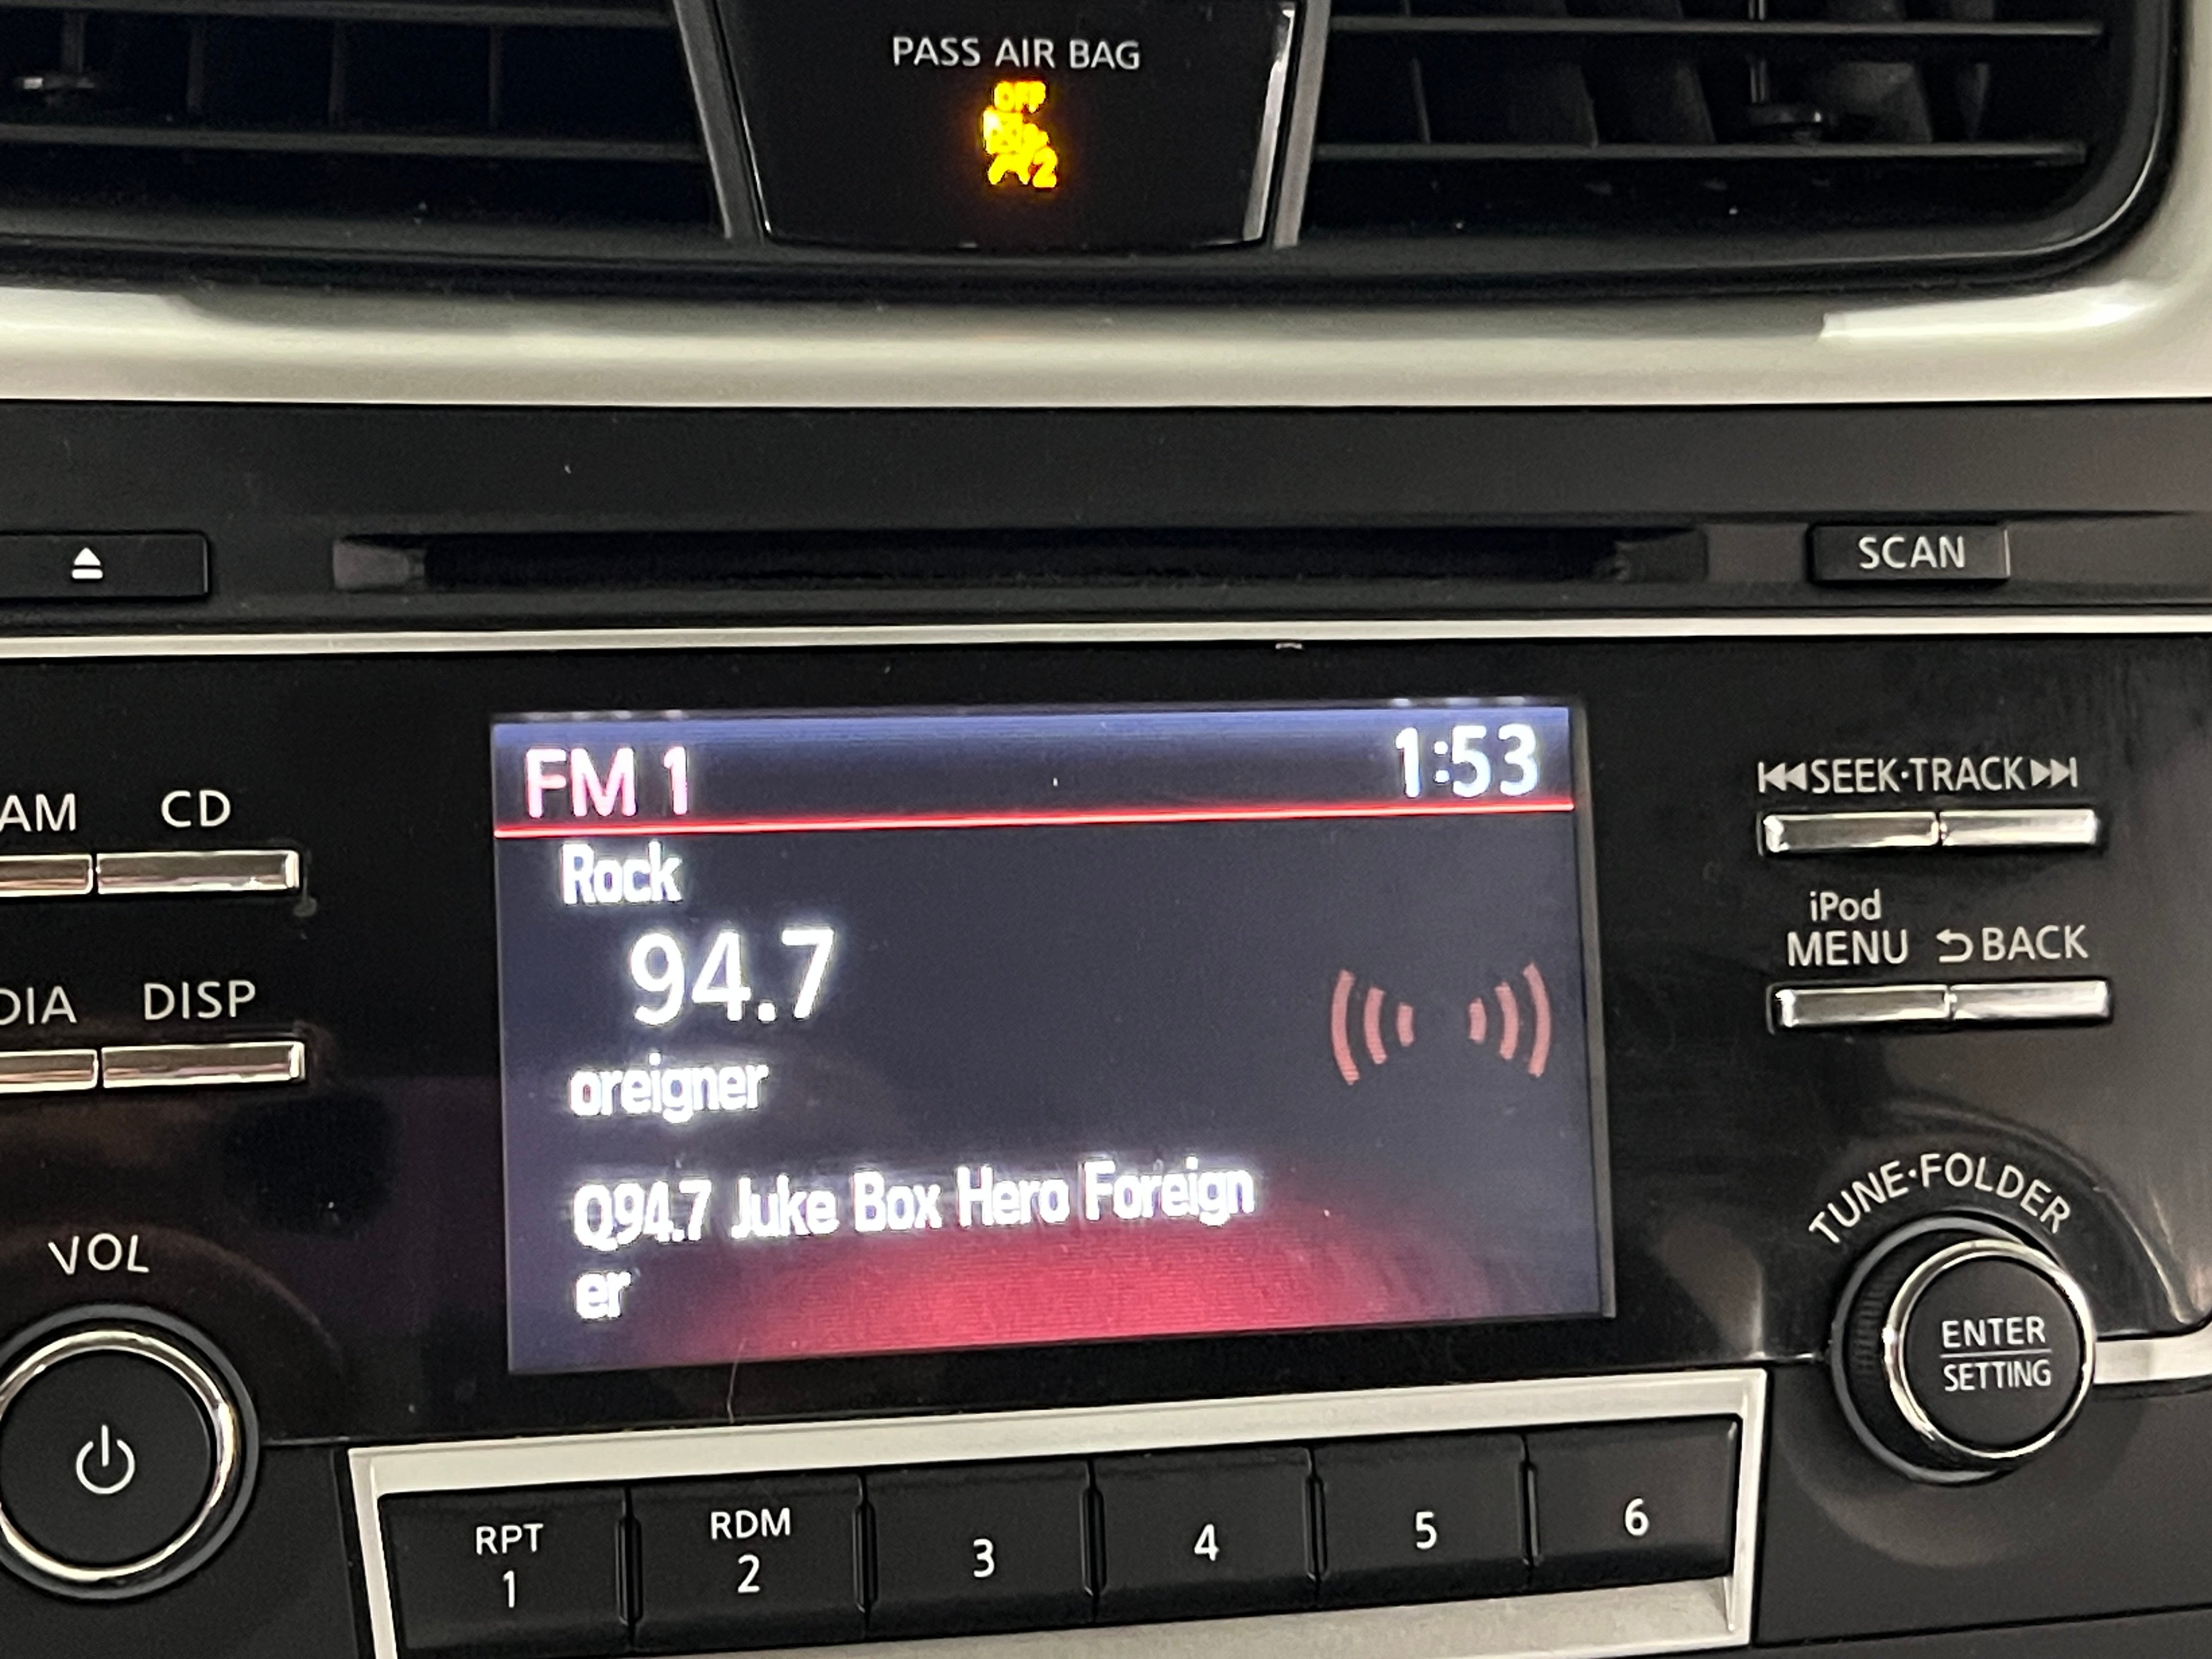 PASS AIR BAG
OFF
2
SCAN
FM 1 1:53
Rock
94.7
oreigner
Q94.7 Juke Box Hero Foreign
er
AM CD
DIA DISP
VOL
SEEK·TRACK
iPod
MENU BACK
TUNE·FOLDER
ENTER
SETTING
RPT
1
RDM
2
3
4
5
6